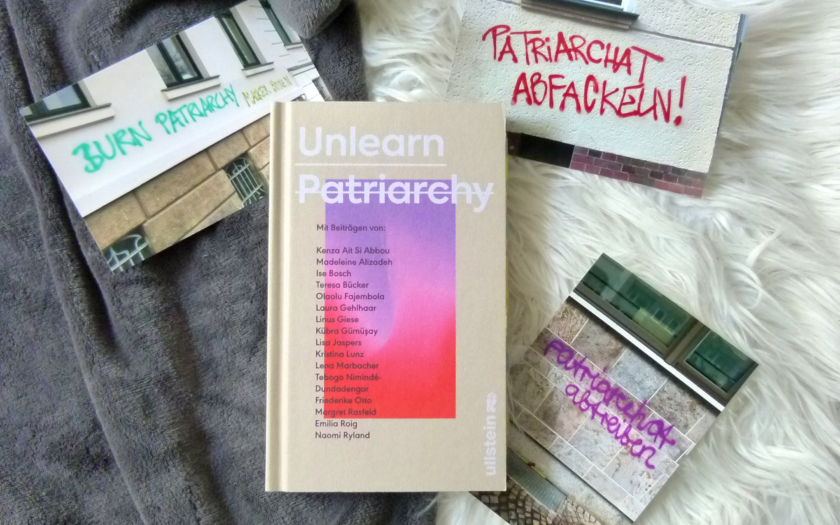 BURN PATRIARCHY
PATRIARCHAT
ABFACKELN!
Unlearn
Patriarchy
Mit Beiträgen von:
Kenza Ait Si Abbou
Madeleine Alizadeh
Ise Bosch
Teresa Bücker
Olaolu Fajembola
Laura Gehlhaar
Linus Giese
Kübra Gümüşay
Lisa Jaspers
Kristina Lunz
Lena Marbacher
Tebogo Nimindé-
Dundadengar
Friederike Otto
Margret Rasfeld
Emilia Roig
Naomi Ryland
ullstein
patriarchat
abtreiben